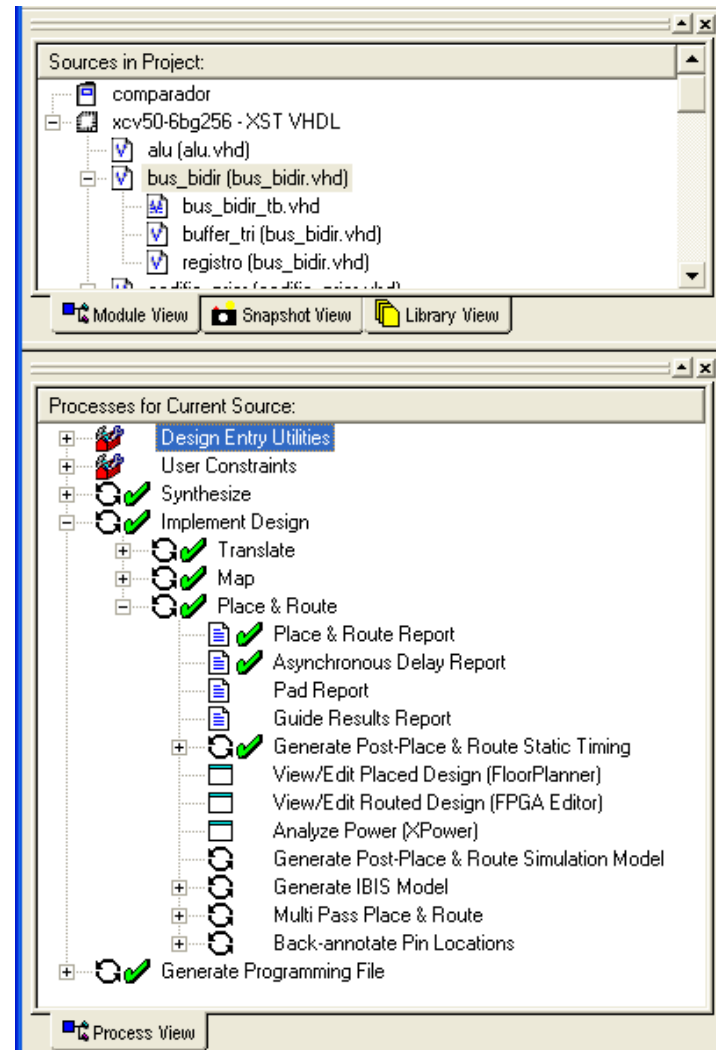 Sources in Project:
comparador
xcv50-6bg256 - XST VHDL
alu (alu.vhd)
bus_bidir (bus_bidir.vhd)
bus_bidir_tb.vhd
buffer_tri (bus_bidir.vhd)
registro (bus_bidir.vhd)
Module View Snapshot View Library View
Processes for Current Source:
Design Entry Utilities
User Constraints
Synthesize
Implement Design
Translate
Map
Place & Route
Place & Route Report
Asynchronous Delay Report
Pad Report
Guide Results Report
Generate Post-Place & Route Static Timing
View/Edit Placed Design (FloorPlanner)
View/Edit Routed Design (FPGA Editor)
Analyze Power (XPower)
Generate Post-Place & Route Simulation Model
Generate IBIS Model
Multi Pass Place & Route
Back-annotate Pin Locations
Generate Programming File
Process View